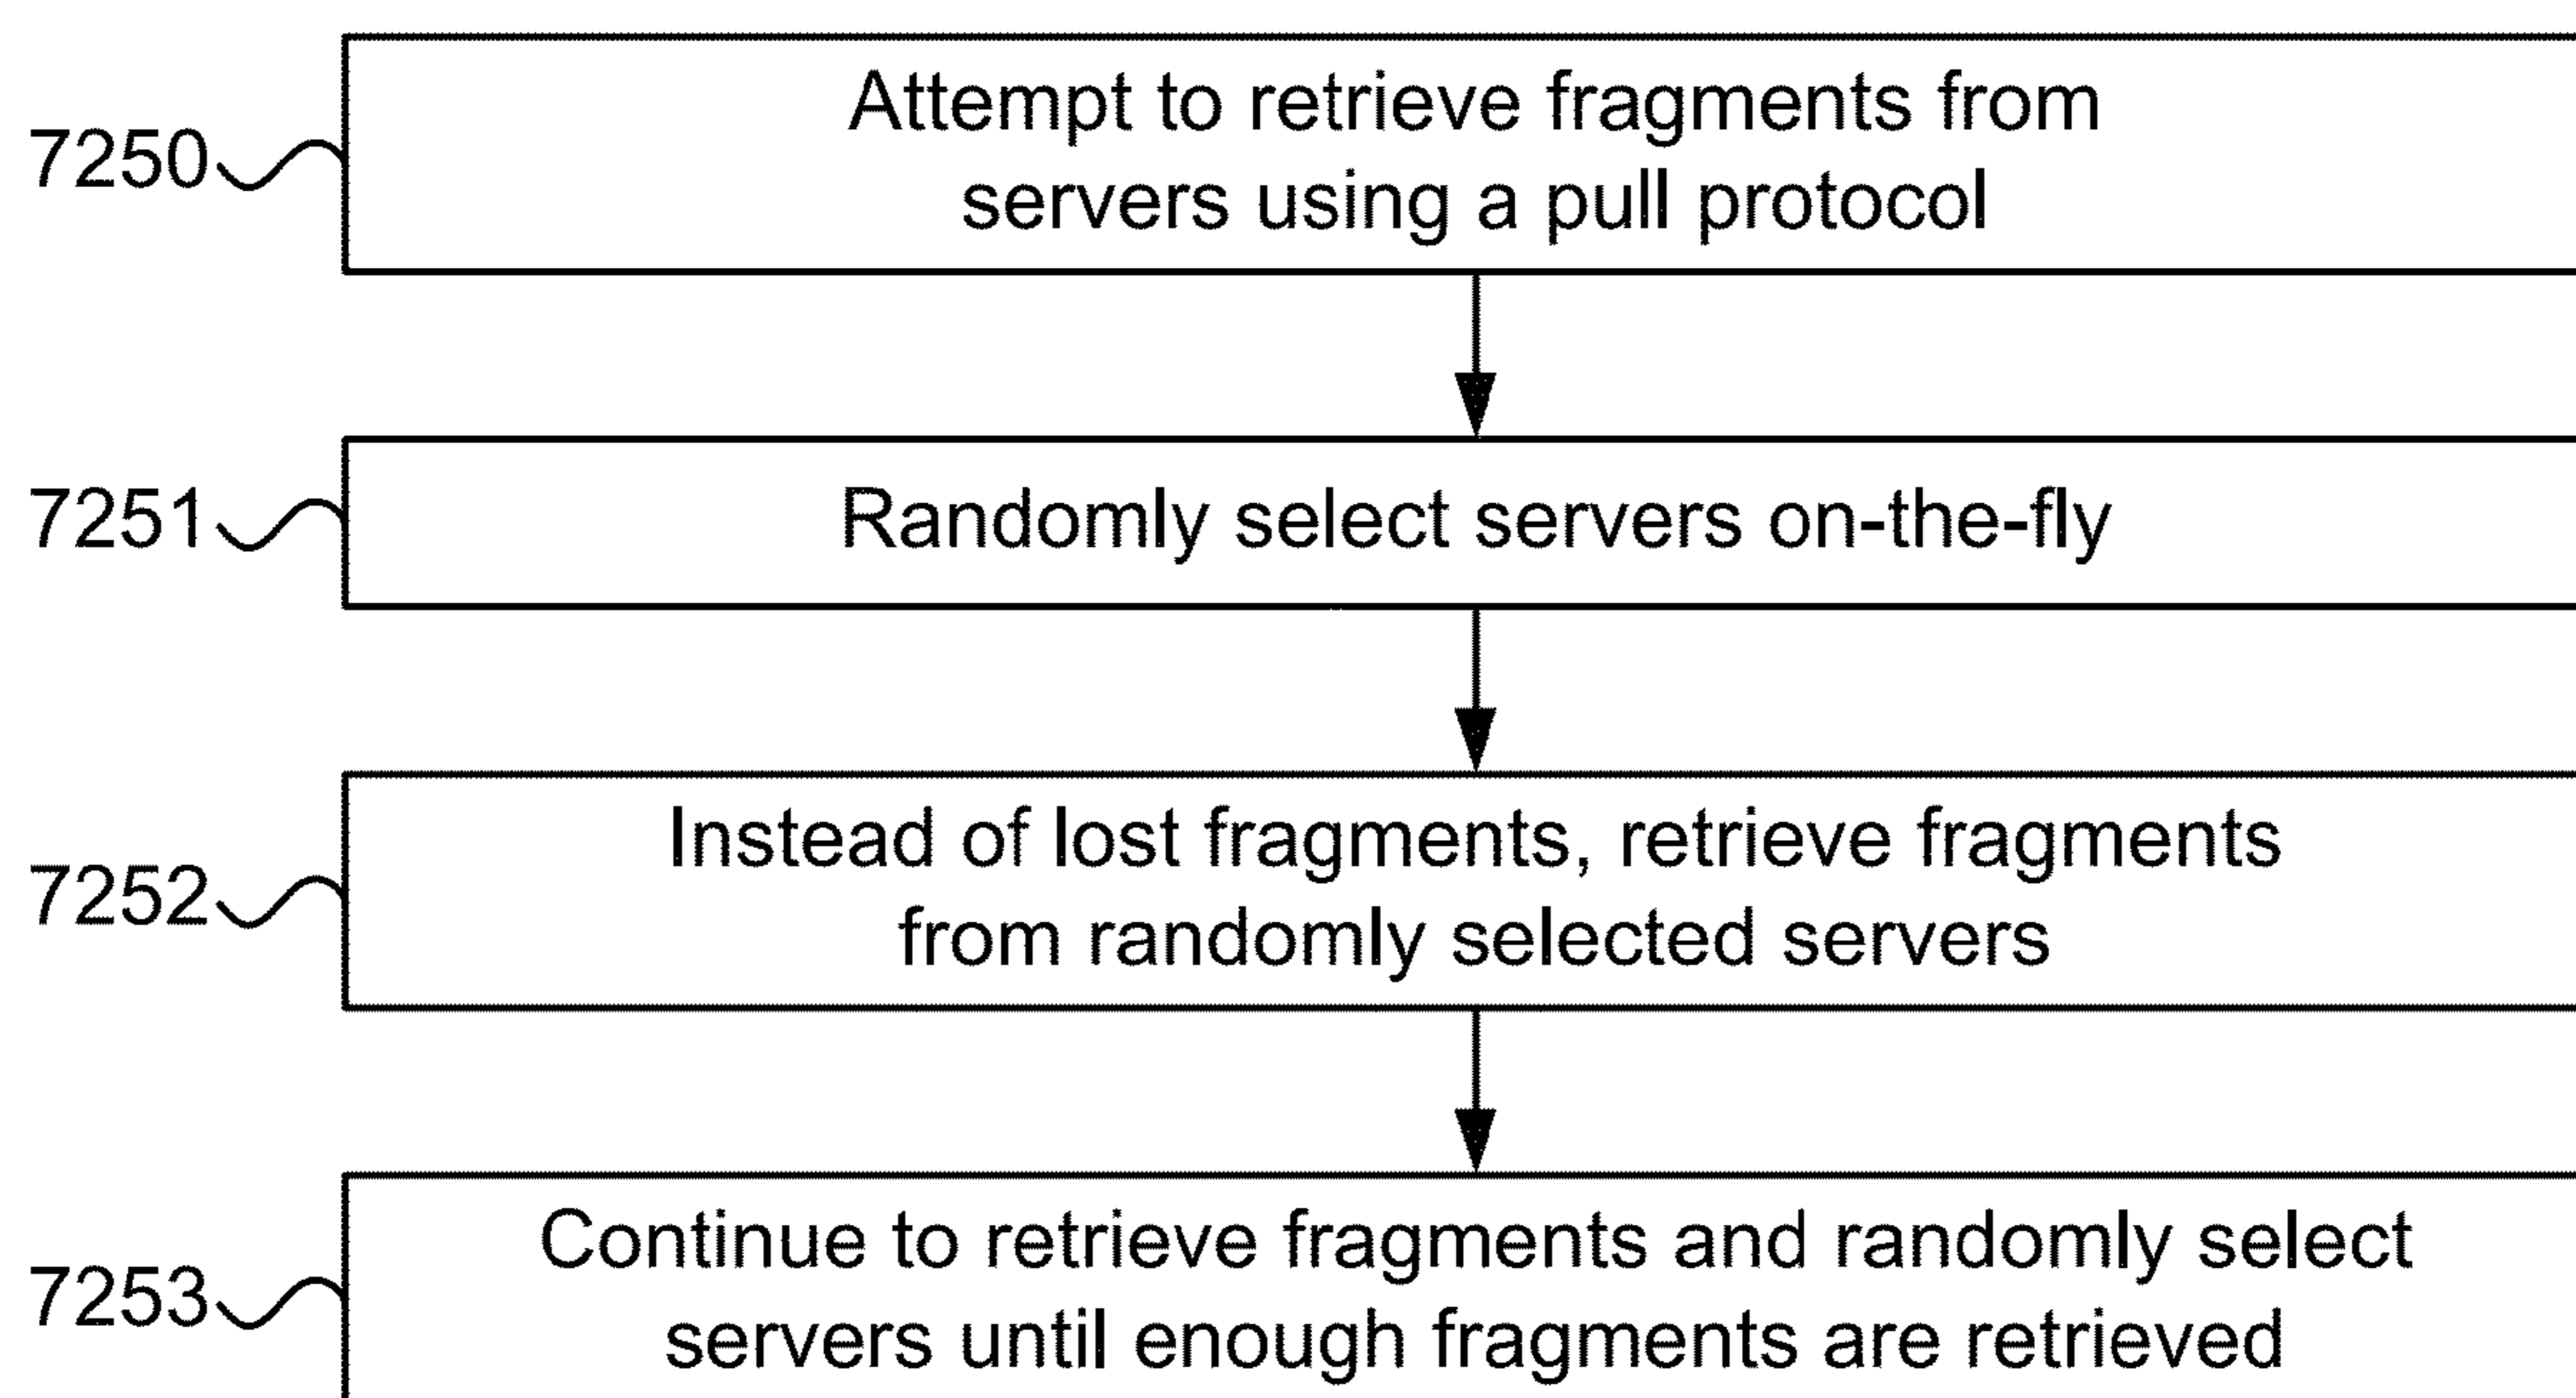 Attempt to retrieve fragments from
7250
servers using a pull protocol
7251
Randomly select servers on-the-fly
Instead of lost fragments, retrieve fragments
7252
from randomly selected servers
Continue to retrieve fragments and randomly select
7253
servers until enough fragments are retrieved